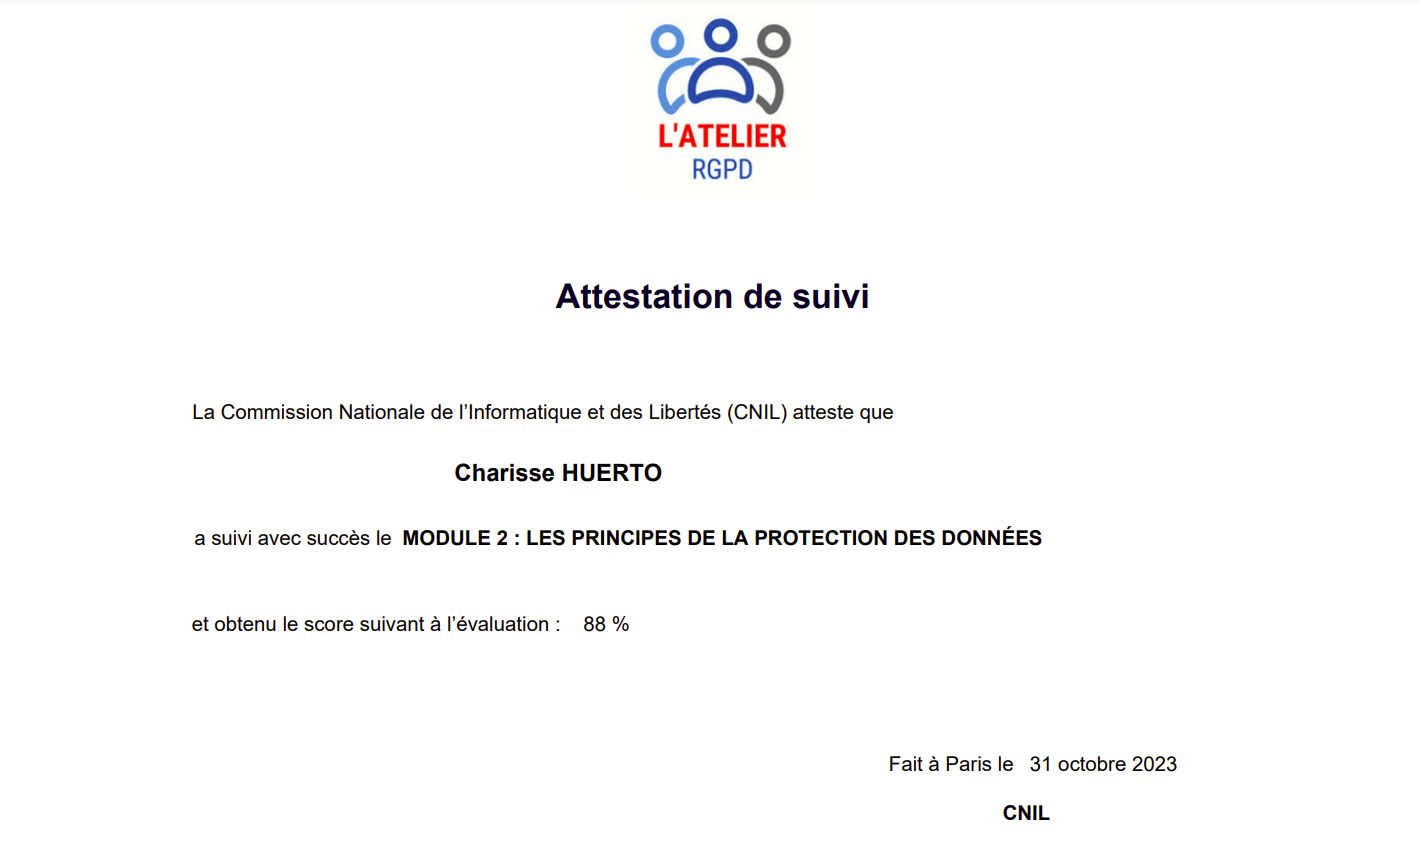 L'ATELIER
RGPD
Attestation de suivi
La Commission Nationale de l’Informatique et des Libertés (CNIL) atteste que
Charisse HUERTO
a suivi avec succès le MODULE 2 : LES PRINCIPES DE LA PROTECTION DES DONNÉES
et obtenu le score suivant à l’évaluation : 88 %
Fait à Paris le 31 octobre 2023
CNIL